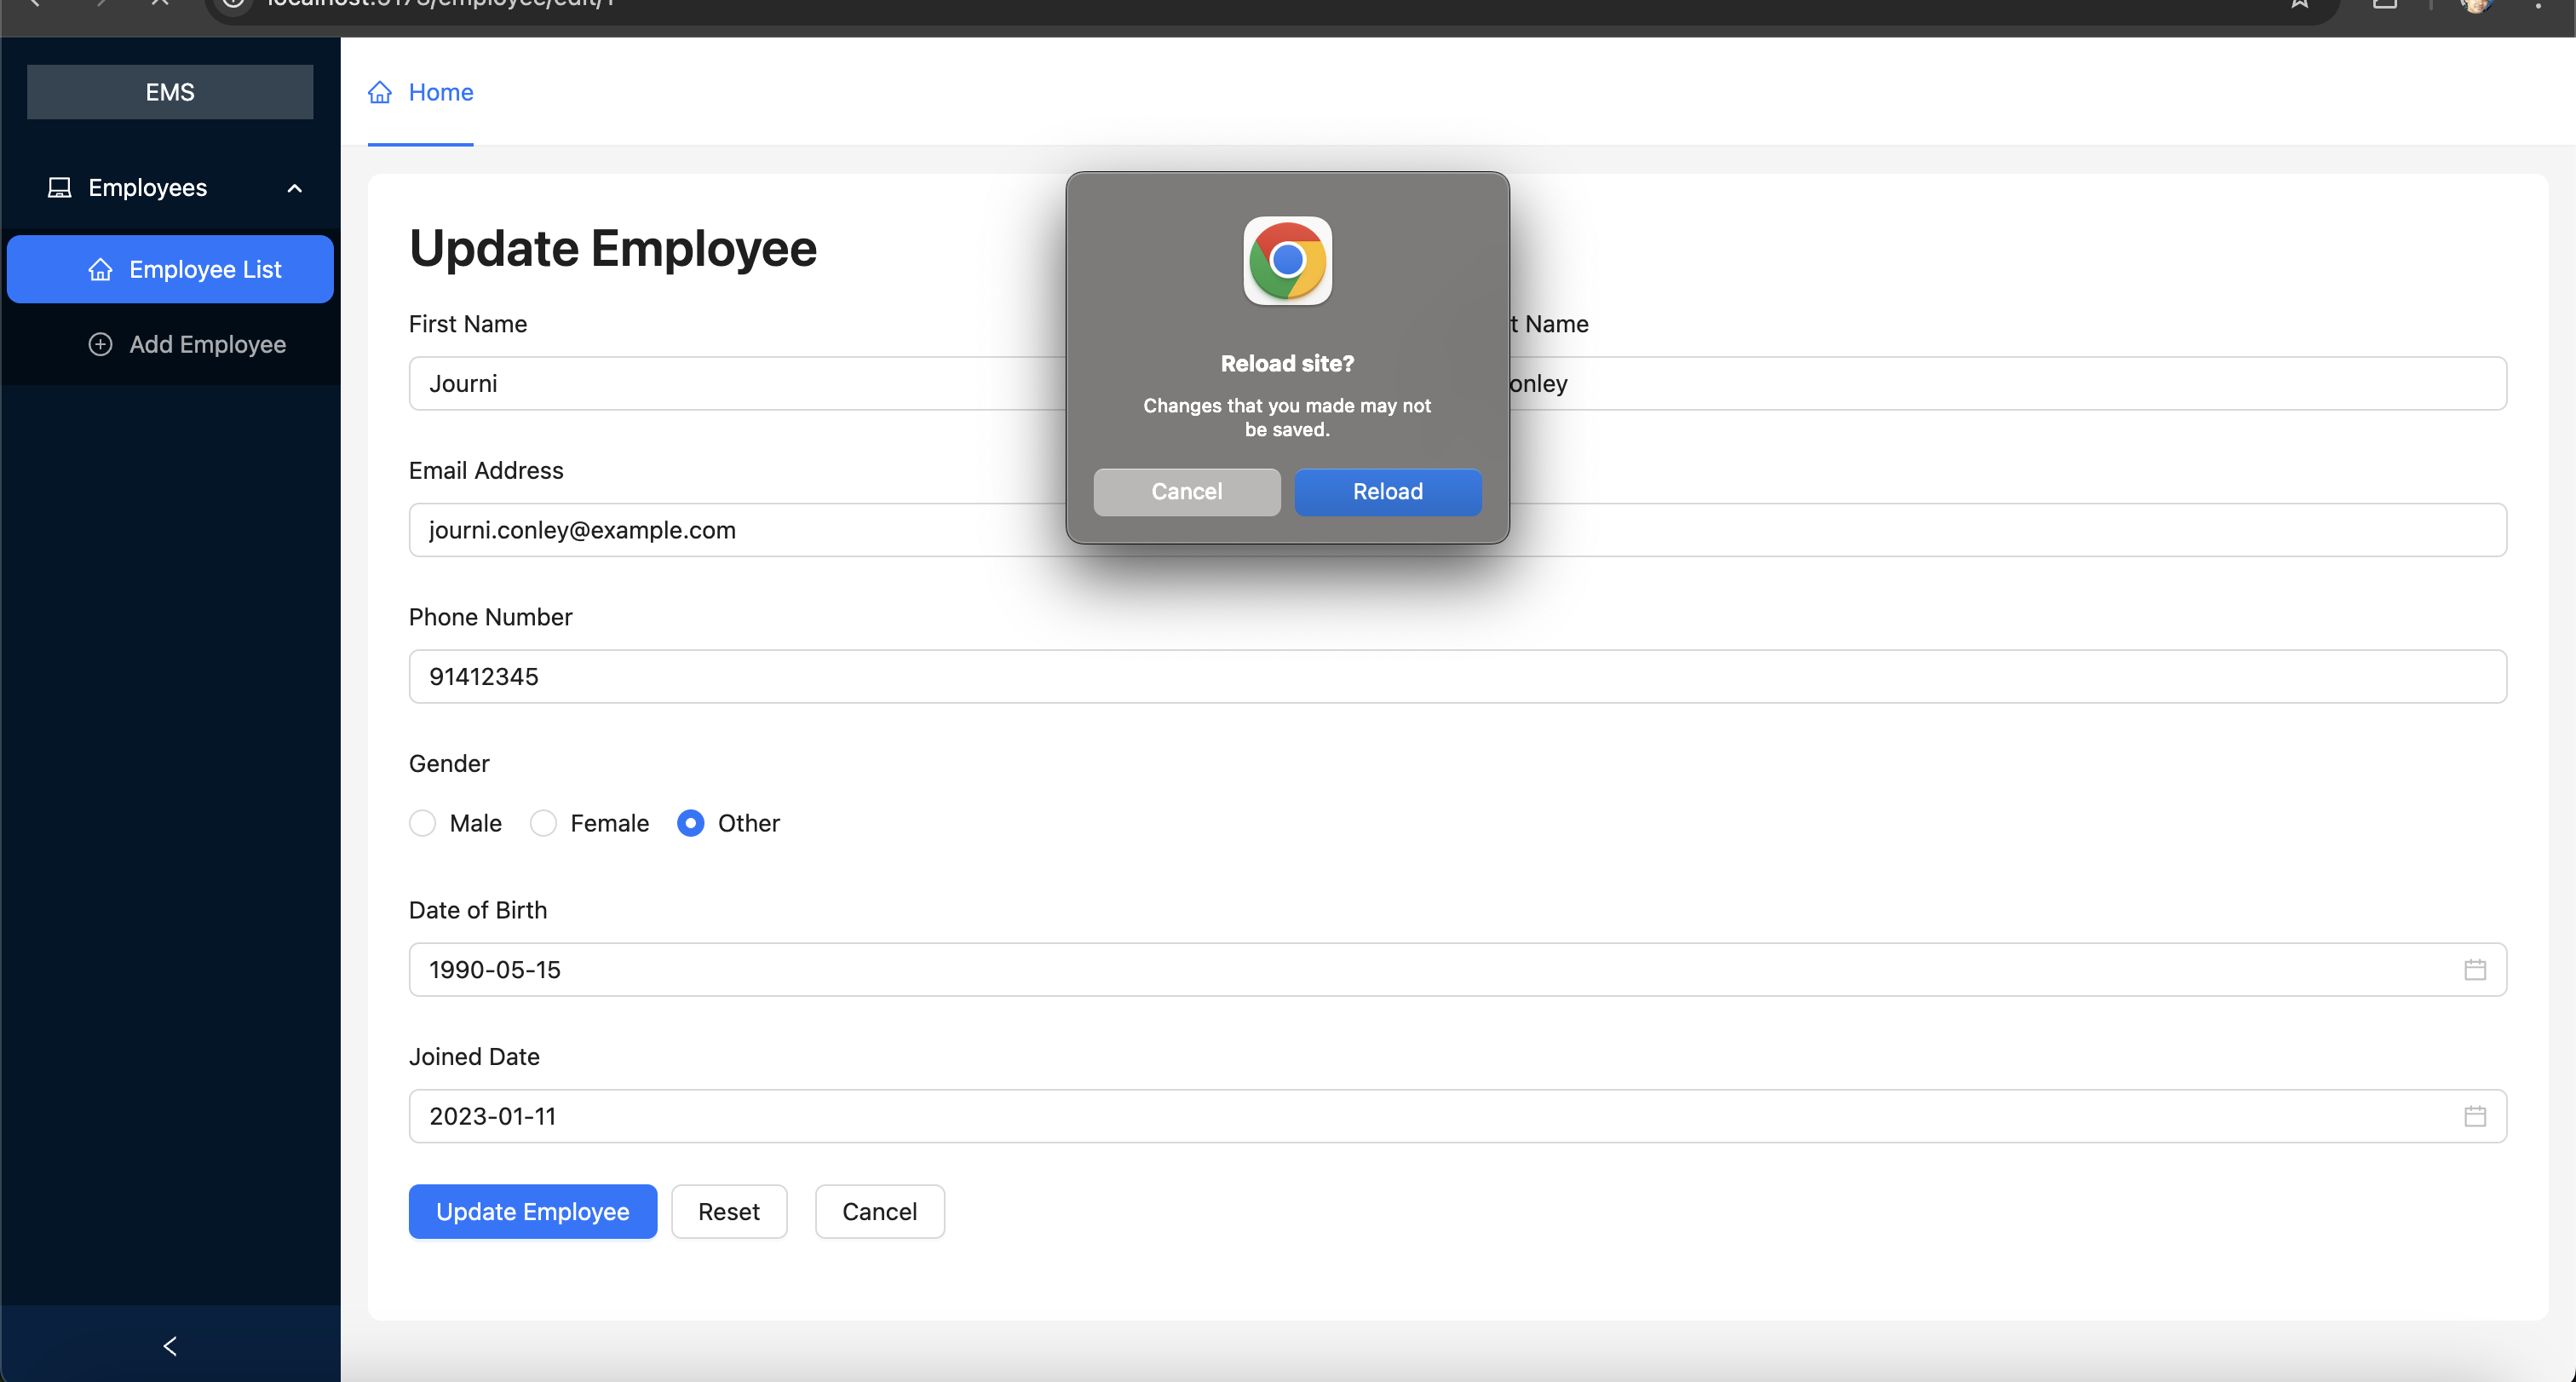 EMS
Home
Employees
Employee List
Add Employee
Update Employee
First Name
t Name
Journi
onley
Reload site?
Changes that you made may not
be saved.
Cancel
Reload
Email Address
journi.conley@example.com
Phone Number
91412345
Gender
Male
Female
Other
Date of Birth
1990-05-15
Joined Date
2023-01-11
Update Employee
Reset
Cancel